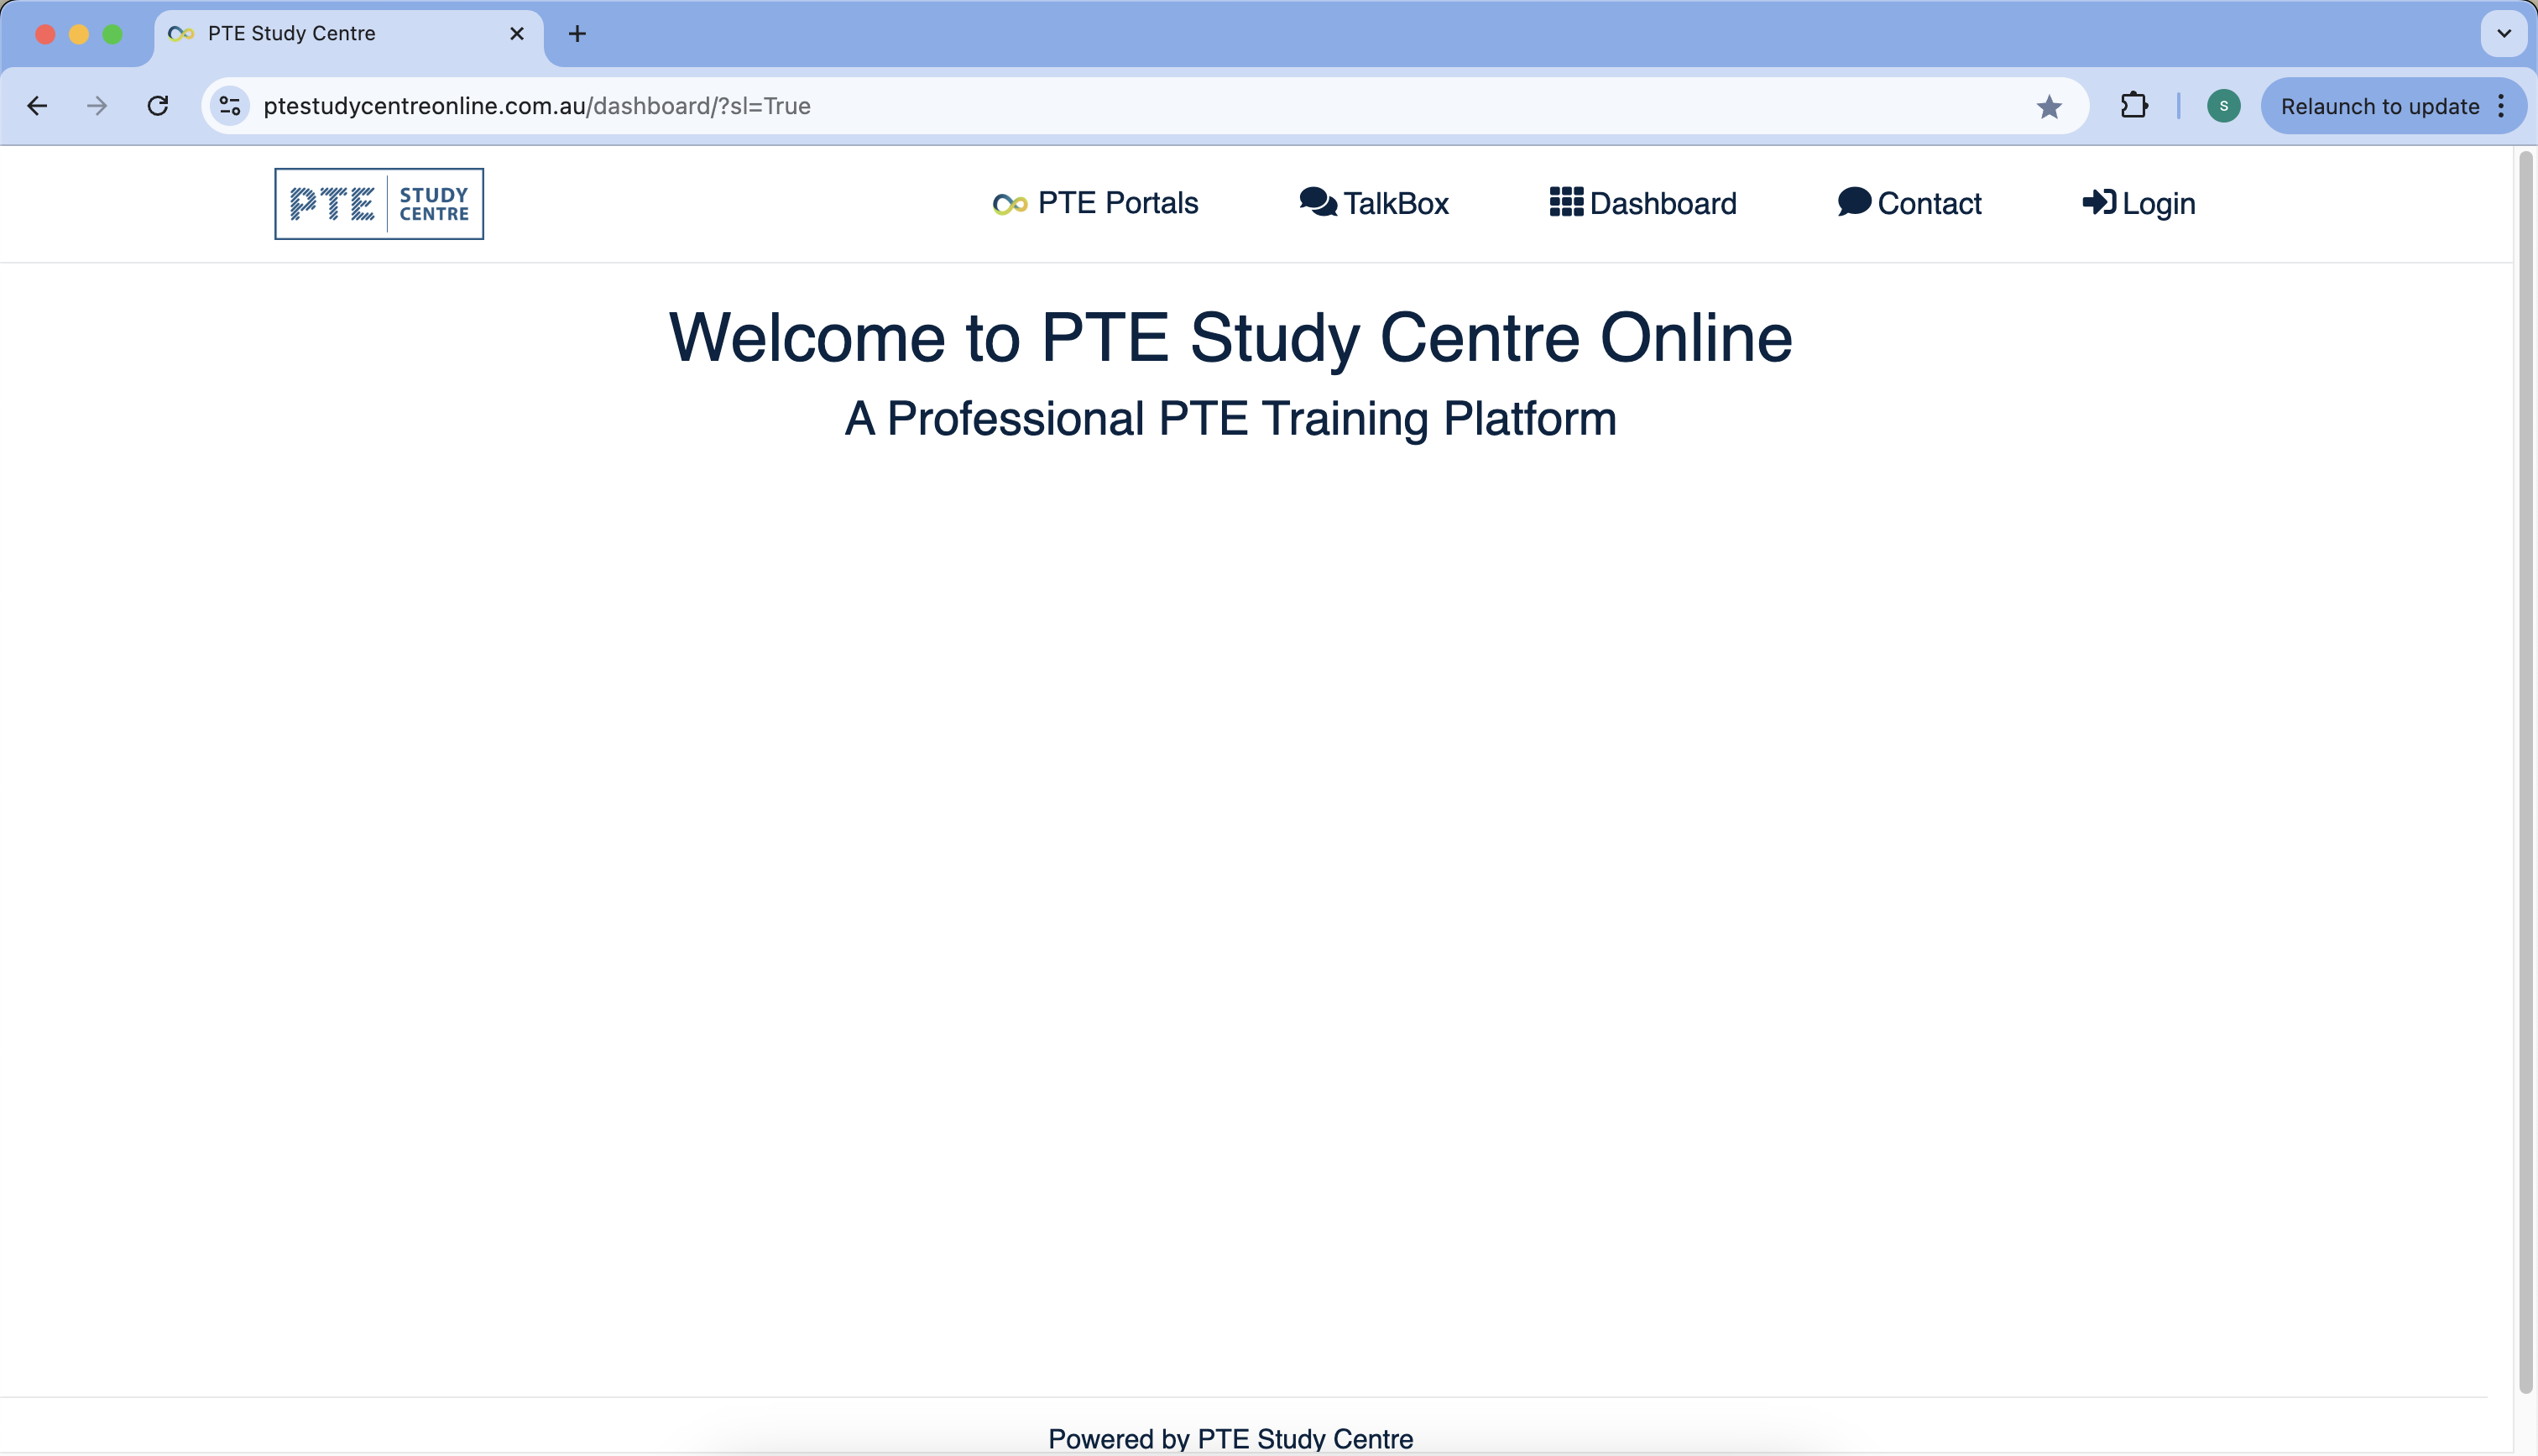 PTE Study Centre
ptestudycentreonline.com.au/dashboard/?sl=True
S
Relaunch to update
PTE STUDY CENTRE
PTE Portals
TalkBox
Dashboard
Contact
Login
Welcome to PTE Study Centre Online
A Professional PTE Training Platform
Powered by PTE Study Centre